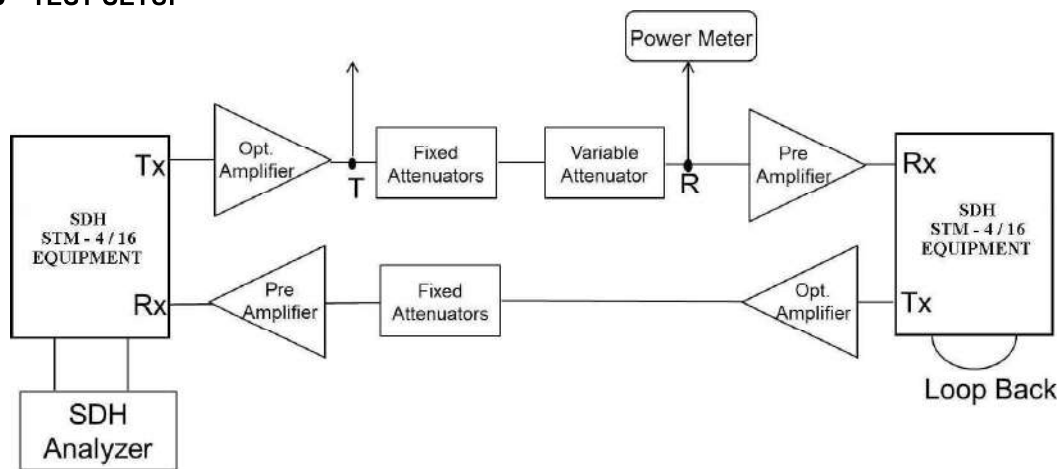 TEST SETUP
Power Meter
Tx
Opt.
Amplifier
T
Fixed
Attenuators
Variable
Attenuator
R
Pre
Amplifier
Rx
SDH
STM - 4 / 16
EQUIPMENT
SDH
STM - 4 / 16
EQUIPMENT
Rx
Pre
Amplifier
Fixed
Attenuators
Opt.
Amplifier
Tx
Loop Back
SDH
Analyzer